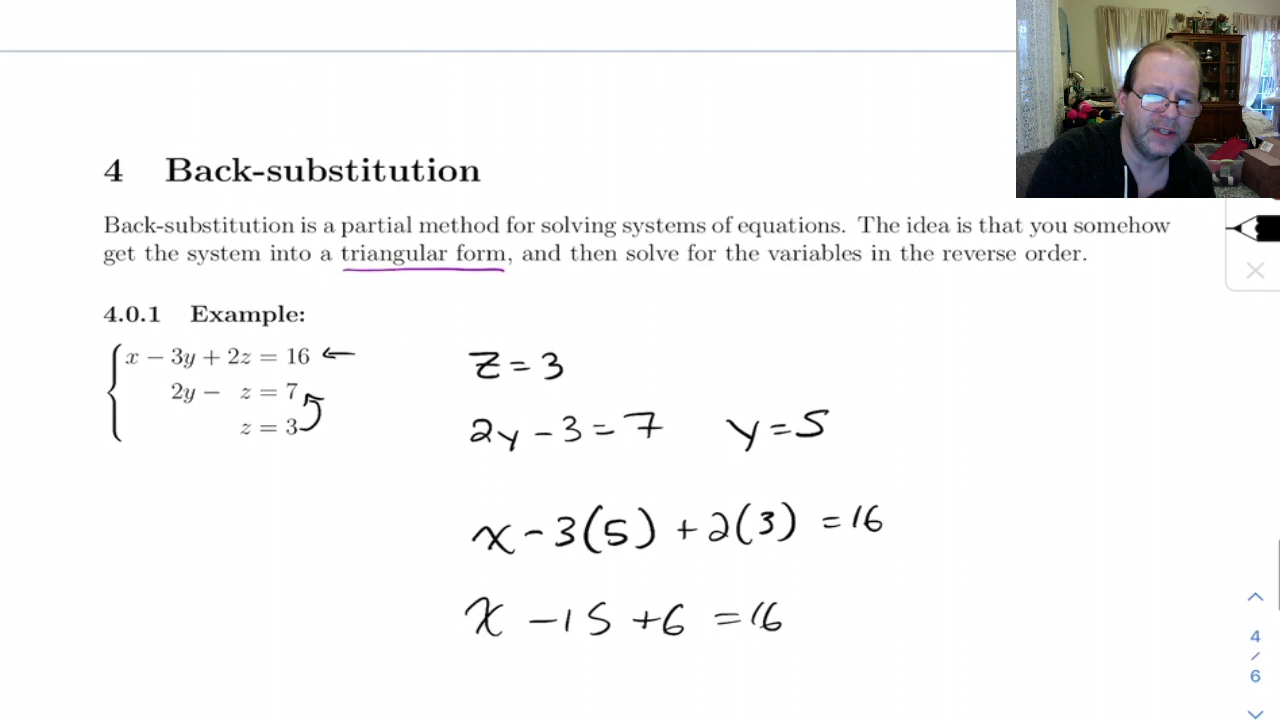 4 Back-substitution
Back-substitution is a partial method for solving systems of equations. The idea is that you somehow
get the system into a triangular form, and then solve for the variables in the reverse order.
4.0.1 Example:
x − 3y + 2z = 16
2y − z = 7
z = 3
z = 3
2y − 3 = 7 y = 5
x − 3(5) + 2(3) = 16
x − 15 + 6 = 16
4
/
6